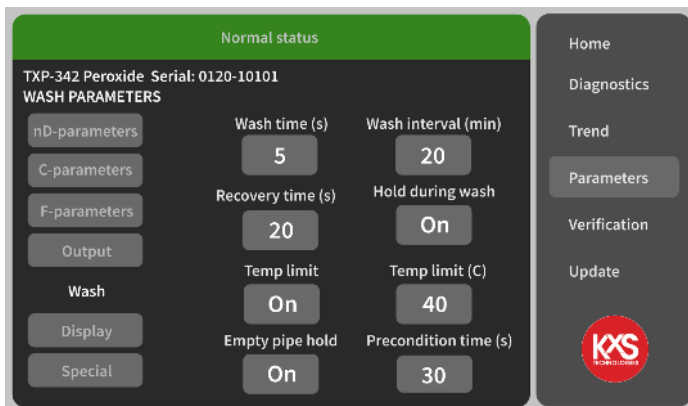 Normal status
TXP-342 Peroxide Serial: 0120-10101
WASH PARAMETERS
nD-parameters
C-parameters
F-parameters
Output
Wash
Display
Special
Wash time (s)
5
Wash interval (min)
20
Recovery time (s)
20
Hold during wash
On
Temp limit
On
Temp limit (C)
40
Empty pipe hold
On
Precondition time (s)
30
Home
Diagnostics
Trend
Parameters
Verification
Update
KXS
TECHNOLOGIES